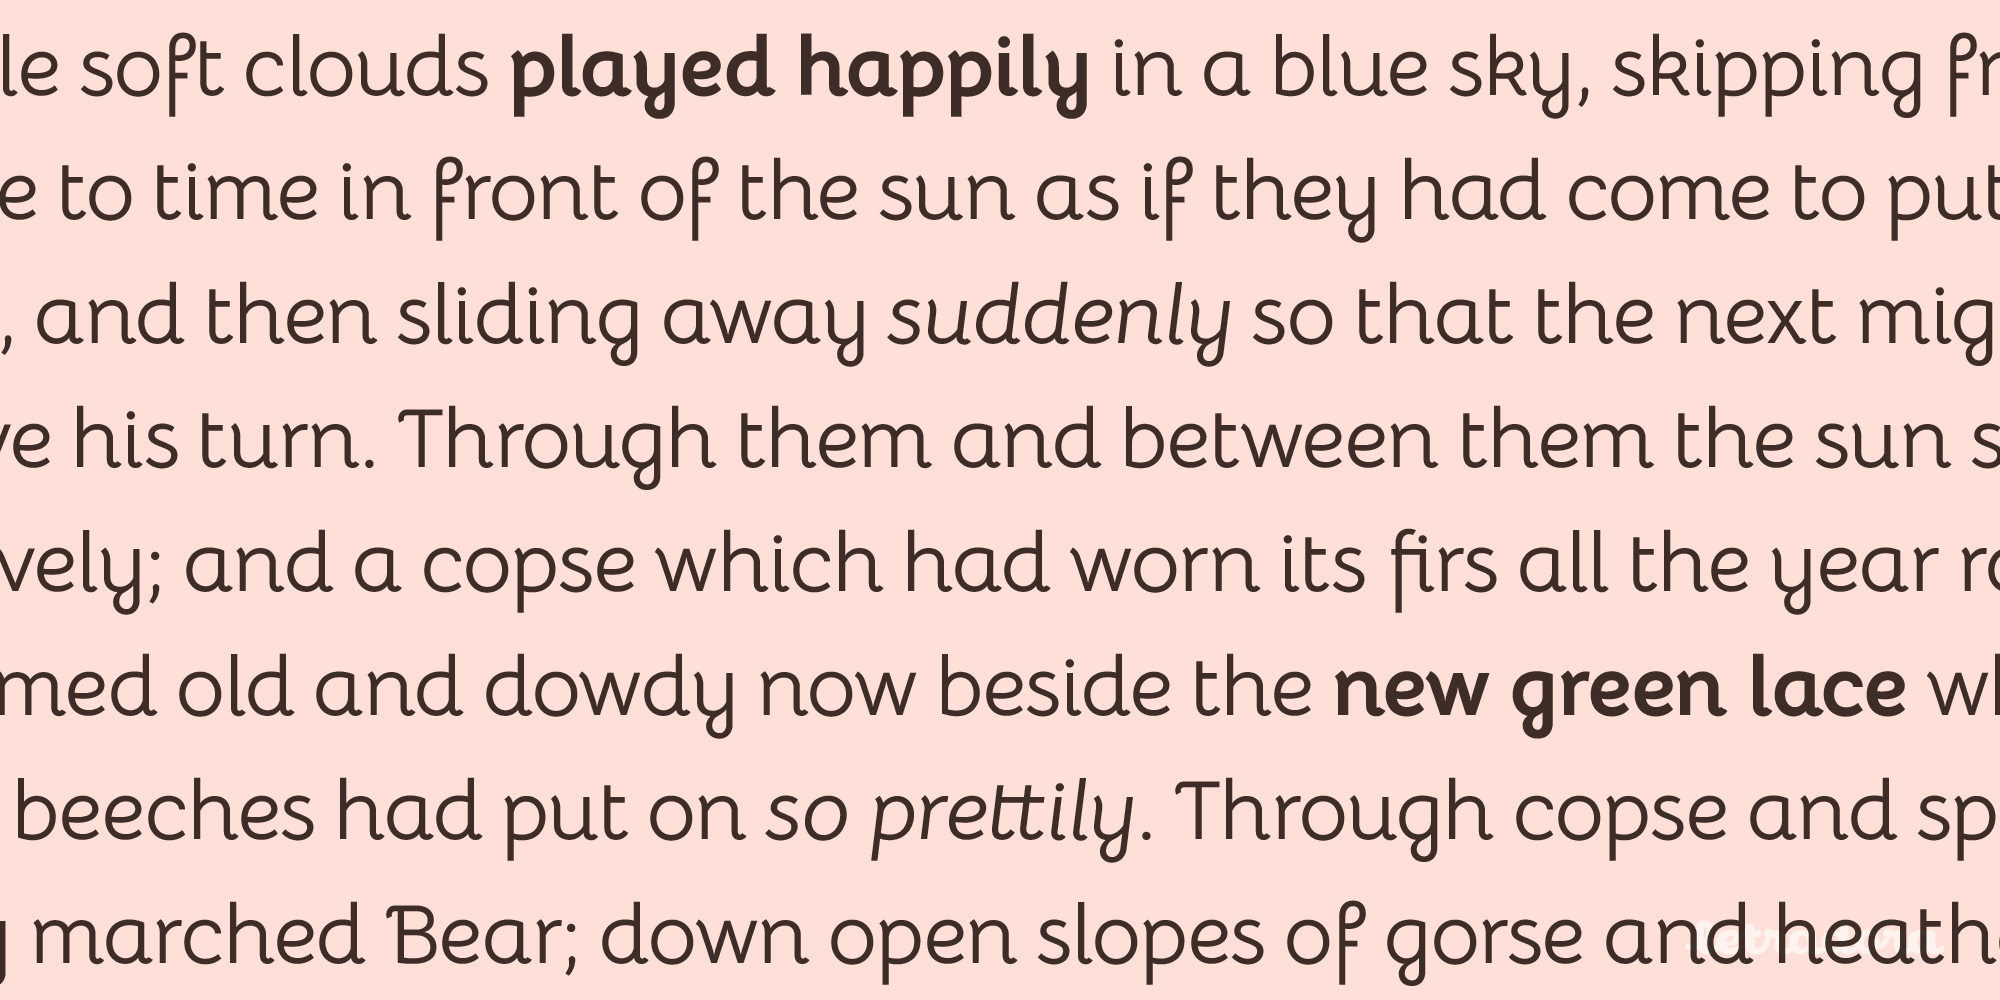 le soft clouds played happily in a blue sky, skipping fr
e to time in front of the sun as if they had come to put
, and then sliding away suddenly so that the next mig
ve his turn. Through them and between them the sun s
vely; and a copse which had worn its firs all the year ro
med old and dowdy now beside the new green lace wh
beeches had put on so prettily. Through copse and sp
y marched Bear; down open slopes of gorse and heathe